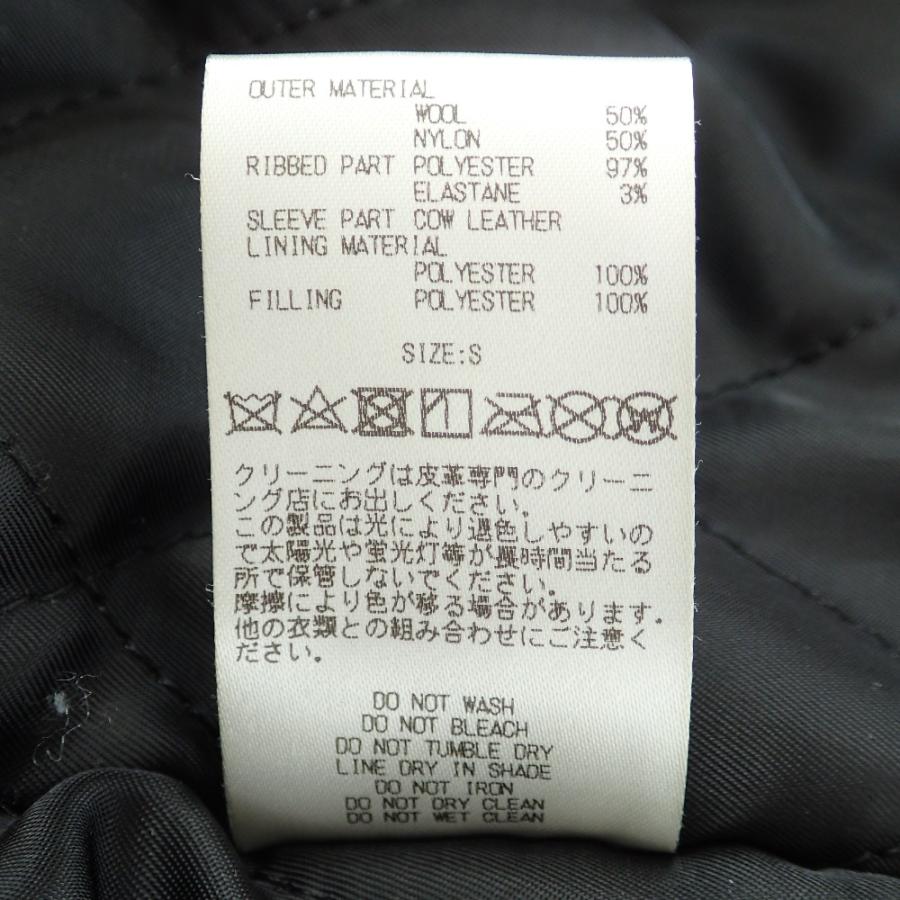 OUTER MATERIAL
WOOL 50%
NYLON 50%
RIBBED PART POLYESTER 97%
ELASTANE 3%
SLEEVE PART COW LEATHER
LINING MATERIAL
POLYESTER 100%
FILLING POLYESTER 100%
SIZE:S
W
クリーニングは皮革専門のクリーニ
ング店にお出しください。
この製品は光により退色しやすいの
で太陽光や蛍光灯等が長時間当たる
所で保管しないでください。
摩擦により色が移る場合があります。
他の衣類との組み合わせにご注意く
ださい。
DO NOT WASH
DO NOT BLEACH
DO NOT TUMBLE DRY
LINE DRY IN SHADE
DO NOT IRON
DO NOT DRY CLEAN
DO NOT WET CLEAN